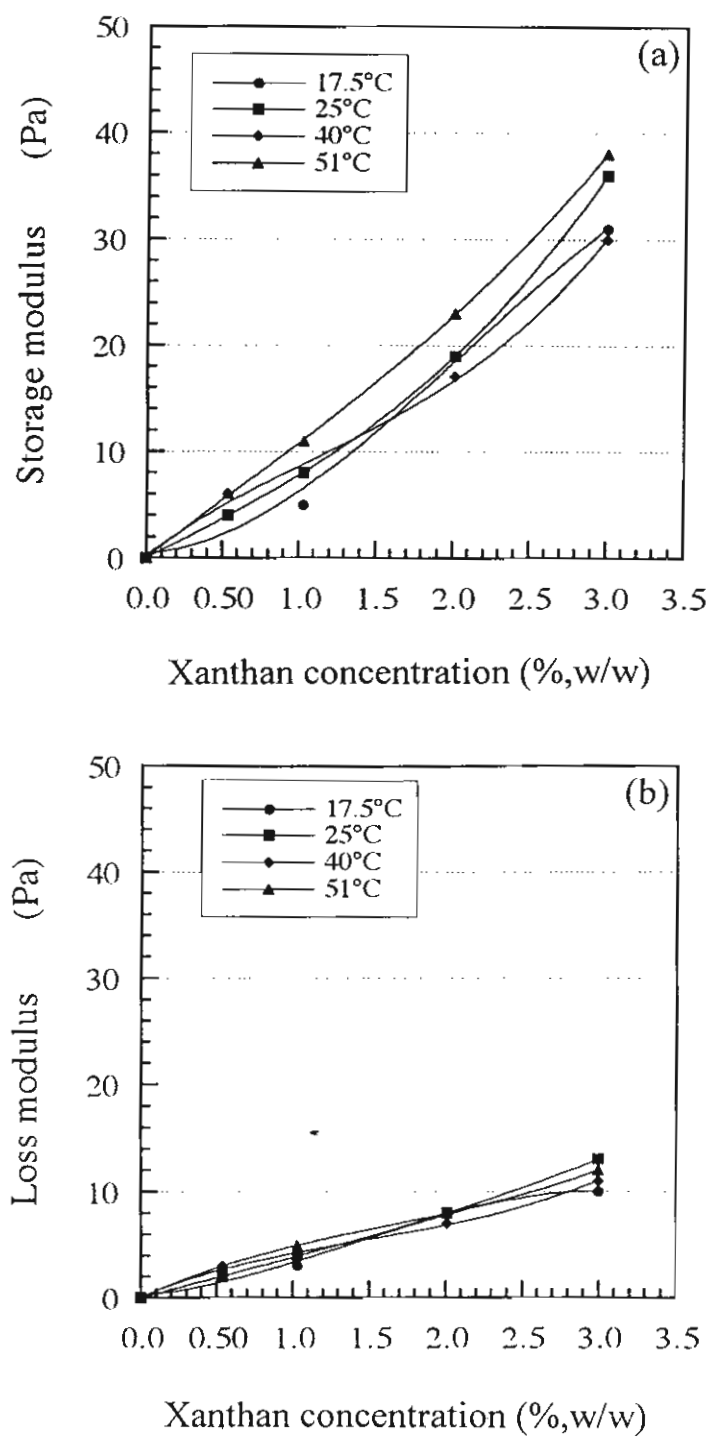 50
40
30
20
10
0
Storage modulus (Pa)
(a)
17.5°C
25°C
40°C
51°C
0.0 0.50 1.0 1.5 2.0 2.5 3.0 3.5
Xanthan concentration (%,w/w)
50
40
30
20
10
0
Loss modulus (Pa)
(b)
17.5°C
25°C
40°C
51°C
0.0 0.50 1.0 1.5 2.0 2.5 3.0 3.5
Xanthan concentration (%,w/w)